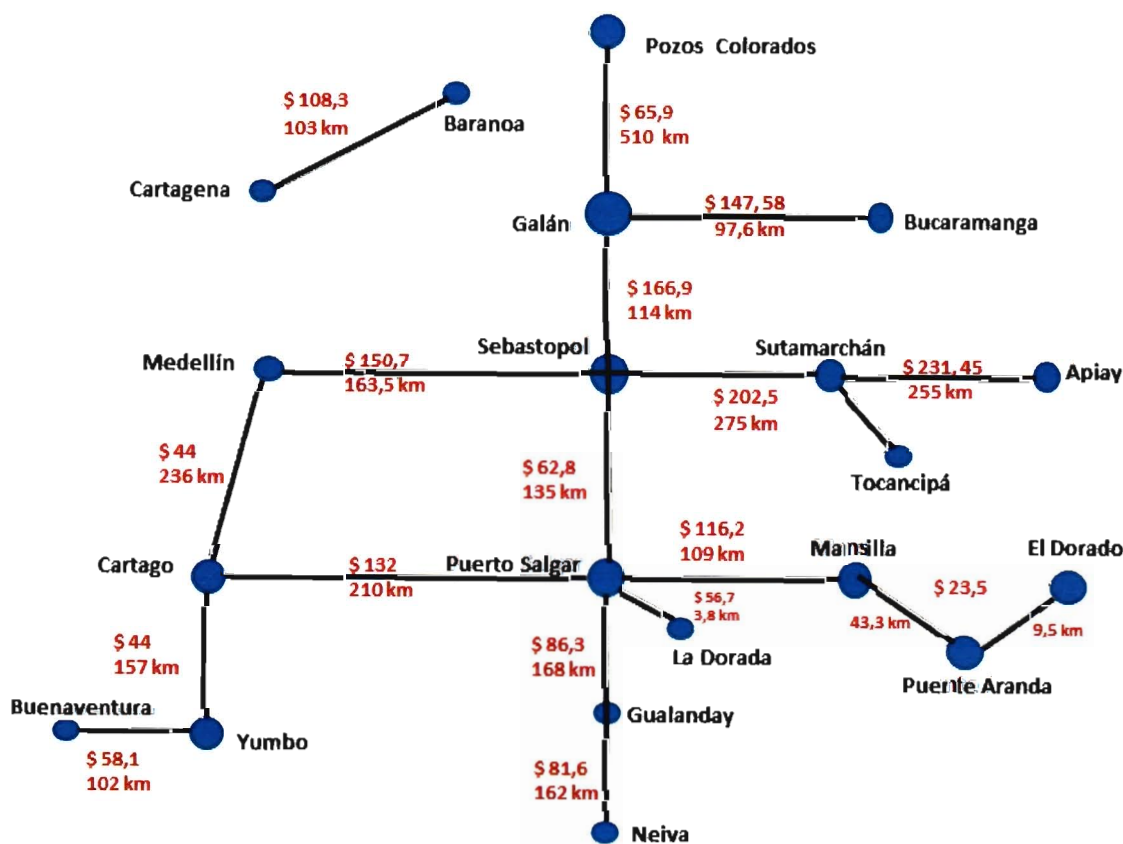 Pozos Colorados
$ 108,3
103 km
Baranoa
$ 65,9
510 km
Cartagena
Galán
$ 147,58
97,6 km
Bucaramanga
$ 166,9
114 km
Medellín
$ 150,7
163,5 km
Sebastopol
Sutamarchán
$ 202,5
275 km
$ 231,45
255 km
Apiay
$ 44
236 km
$ 62,8
135 km
Tocancipá
Cartago
$ 132
210 km
Puerto Salgar
$ 116,2
109 km
Mansilla
El Dorado
$ 56,7
3,8 km
$ 23,5
43,3 km
9,5 km
$ 44
157 km
$ 86,3
168 km
La Dorada
Puente Aranda
Buenaventura
Yumbo
Gualanday
$ 58,1
102 km
$ 81,6
162 km
Neiva